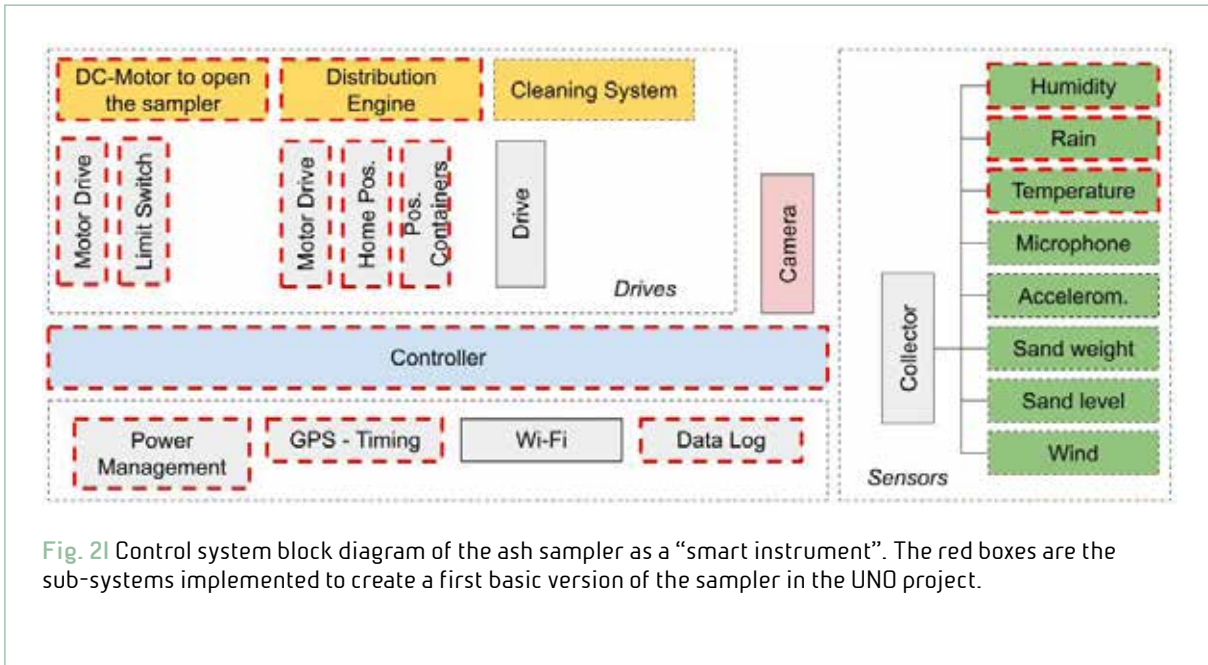 DC-Motor to open
the sampler
Distribution
Engine
Cleaning System
Motor Drive
Limit Switch
Motor Drive
Home Pos.
Pos.
Containers
Drive
Drives
Camera
Controller
Power
Management
GPS - Timing
Wi-Fi
Data Log
Collector
Humidity
Rain
Temperature
Microphone
Accelerom.
Sand weight
Sand level
Wind
Sensors
Fig. 2| Control system block diagram of the ash sampler as a “smart instrument”. The red boxes are the
sub-systems implemented to create a first basic version of the sampler in the UNO project.